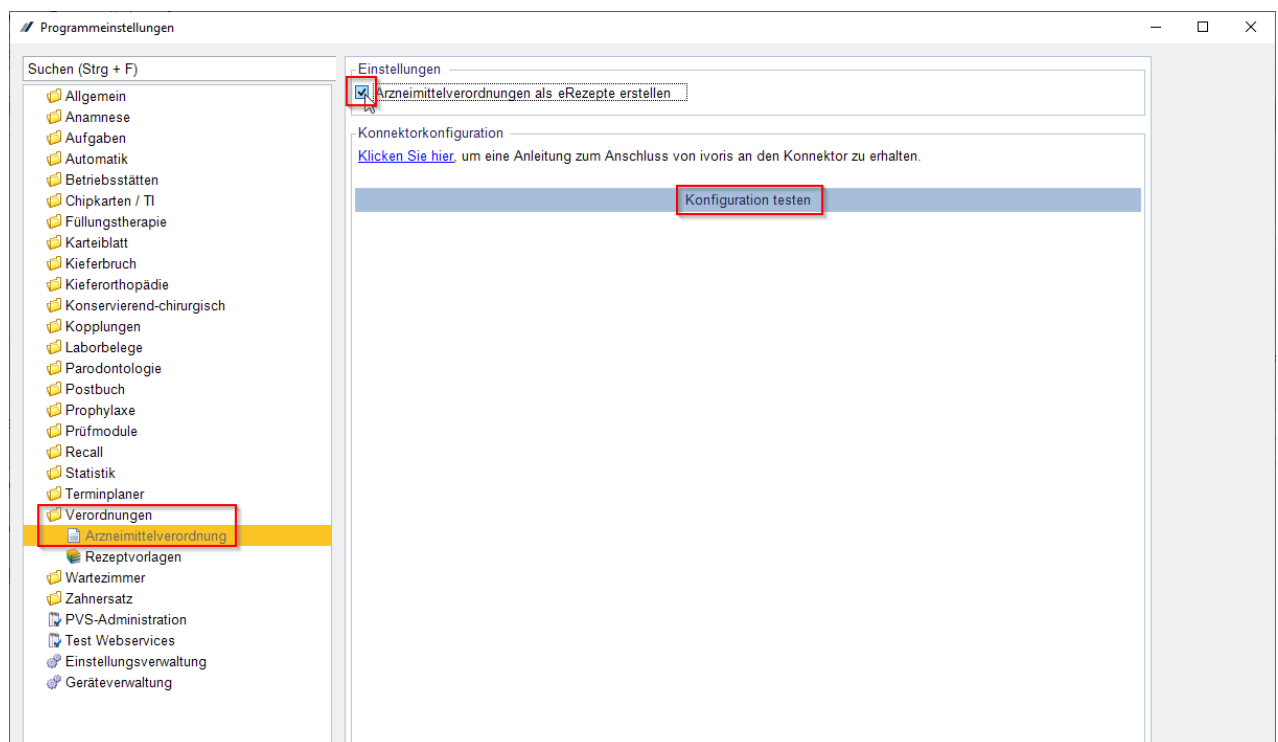 Programmeinstellungen
Suchen (Strg + F)
Allgemein
Anamnese
Aufgaben
Automatik
Betriebsstätten
Chipkarten / TI
Füllungstherapie
Karteiblatt
Kieferbruch
Kieferorthopädie
Konservierend-chirurgisch
Kopplungen
Laborbelege
Parodontologie
Postbuch
Prophylaxe
Prüfmodule
Recall
Statistik
Terminplaner
Verordnungen
Arzneimittelverordnung
Rezeptvorlagen
Wartezimmer
Zahnersatz
PVS-Administration
Test Webservices
Einstellungsverwaltung
Geräteverwaltung
Einstellungen
Arzneimittelverordnungen als eRezepte erstellen
Konnektorkonfiguration
Klicken Sie hier, um eine Anleitung zum Anschluss von ivoris an den Konnektor zu erhalten.
Konfiguration testen